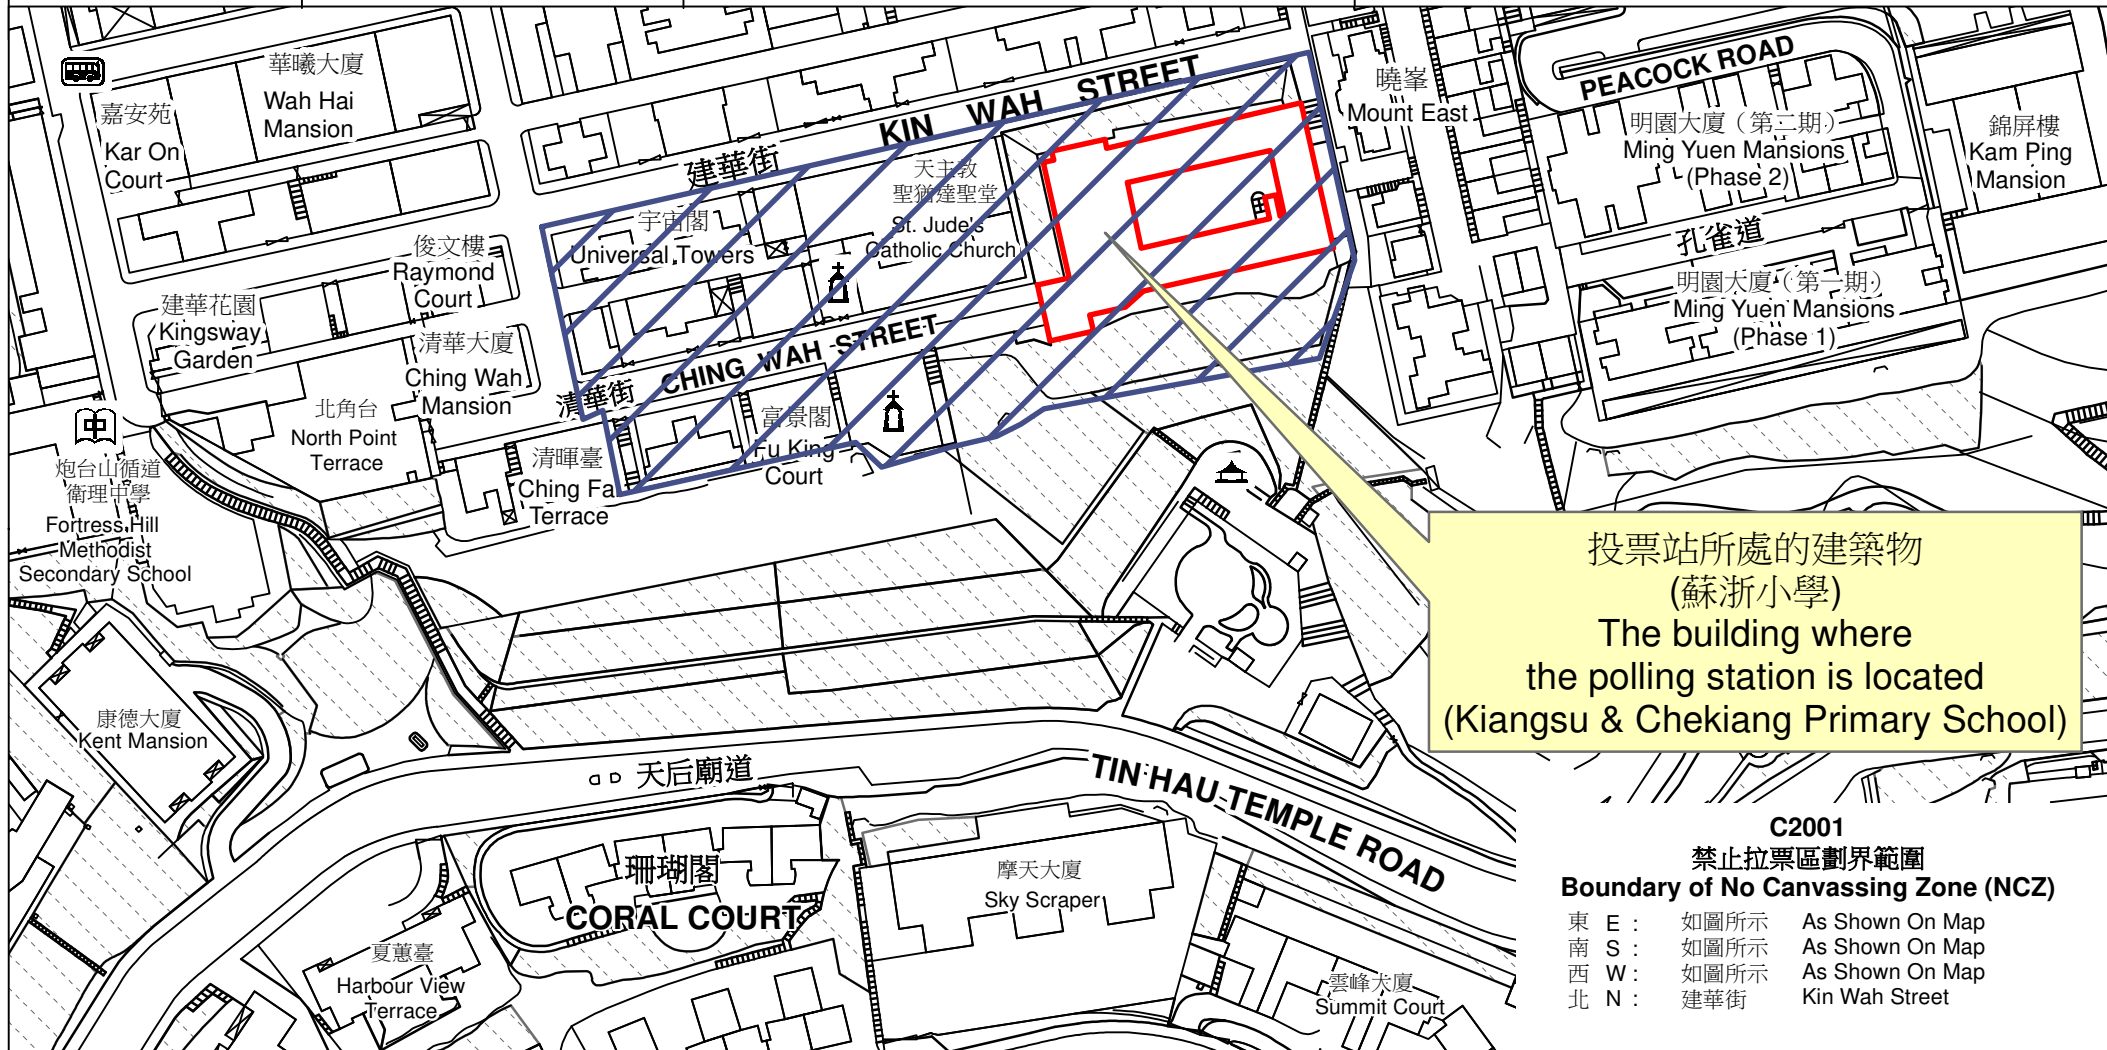 華曦大廈
Wah Hai
Mansion
嘉安苑
Kar On
Court
建華街
KIN WAH STREET
曉峯
Mount East
PEACOCK ROAD
明園大廈（第二期）
Ming Yuen Mansions
(Phase 2)
錦屏樓
Kam Ping
Mansion
孔雀道
明園大廈（第一期）
Ming Yuen Mansions
(Phase 1)
天主教
聖猶達聖堂
St. Jude's
Catholic Church
宇宙閣
Universal Towers
俊文樓
Raymond
Court
建華花園
Kingsway
Garden
清華大廈
Ching Wah
Mansion
清華街
CHING WAH STREET
北角台
North Point
Terrace
富景閣
Fu King
Court
清暉臺
Ching Fai
Terrace
中
炮台山循道
衛理中學
Fortress Hill
Methodist
Secondary School
投票站所處的建築物
(蘇浙小學)
The building where
the polling station is located
(Kiangsu & Chekiang Primary School)
康德大廈
Kent Mansion
天后廟道
TIN HAU TEMPLE ROAD
珊瑚閣
CORAL COURT
摩天大廈
Sky Scraper
夏蕙臺
Harbour View
Terrace
雲峰大廈
Summit Court
C2001
禁止拉票區劃界範圍
Boundary of No Canvassing Zone (NCZ)
東 E : 如圖所示 As Shown On Map
南 S : 如圖所示 As Shown On Map
西 W : 如圖所示 As Shown On Map
北 N : 建華街 Kin Wah Street